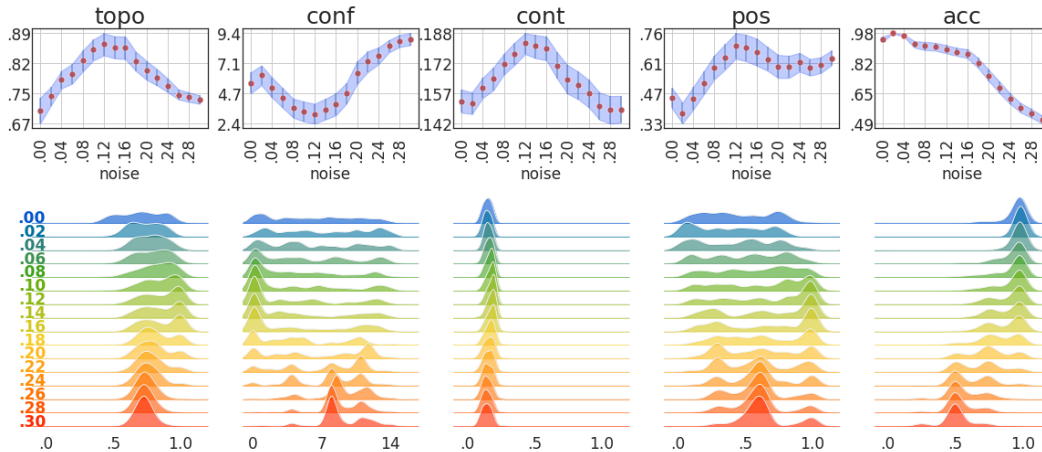 topo conf cont pos acc
.89 9.4 .188 .76 .98
.82 7.1 .172 .61 .83
.75 4.7 .157 .45 .65
.67 2.4 .142 .33 .49
.00 .04 .08 .12 .16 .20 .24 .28 .00 .04 .08 .12 .16 .20 .24 .28 .00 .04 .08 .12 .16 .20 .24 .28 .00 .04 .08 .12 .16 .20 .24 .28 .00 .04 .08 .12 .16 .20 .24 .28
noise noise noise noise noise
.00
.02
.04
.06
.08
.10
.12
.14
.16
.18
.20
.22
.24
.26
.28
.30
.0 .5 1.0 0 7 14 .0 .5 1.0 .0 .5 1.0 .0 .5 1.0